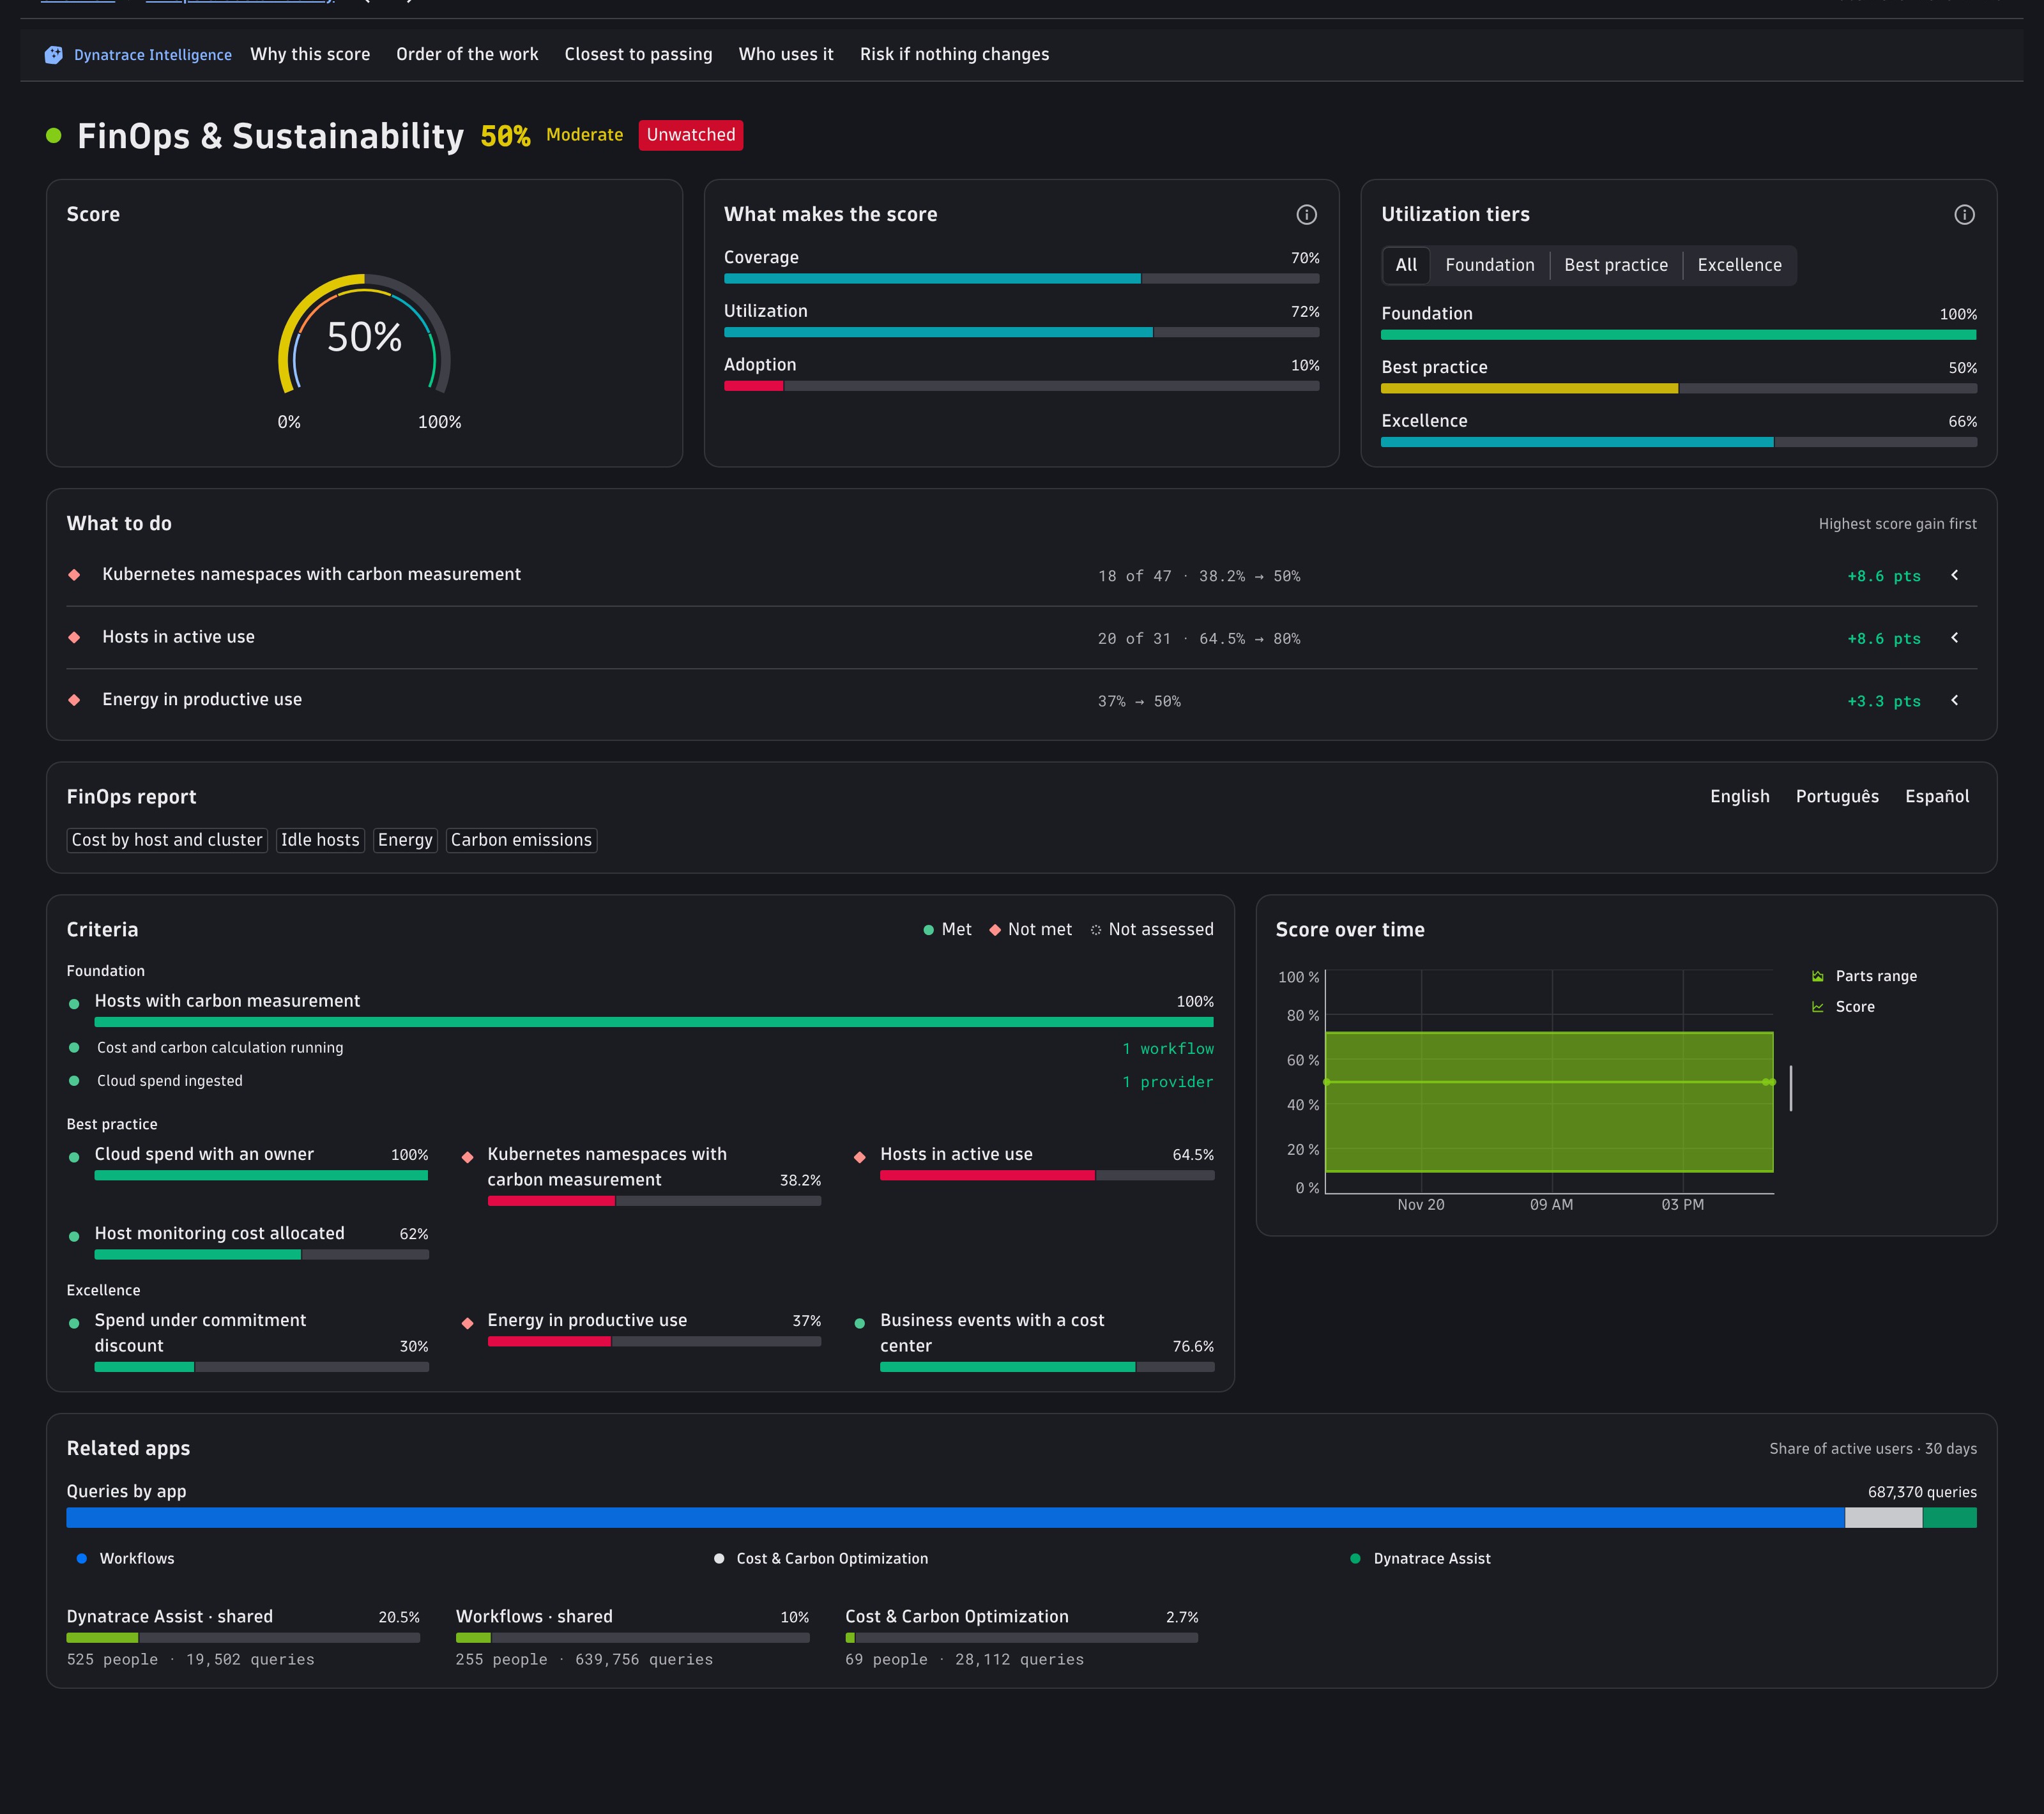 Dynatrace Intelligence Why this score Order of the work Closest to passing Who uses it Risk if nothing changes
FinOps & Sustainability 50% Moderate Unwatched
Score
50%
0% 100%
What makes the score
Coverage 70%
Utilization 72%
Adoption 10%
Utilization tiers
All Foundation Best practice Excellence
Foundation 100%
Best practice 50%
Excellence 66%
What to do Highest score gain first
Kubernetes namespaces with carbon measurement 18 of 47 · 38.2% → 50% +8.6 pts
Hosts in active use 20 of 31 · 64.5% → 80% +8.6 pts
Energy in productive use 37% → 50% +3.3 pts
FinOps report English Português Español
Cost by host and cluster Idle hosts Energy Carbon emissions
Criteria Met Not met Not assessed
Foundation
Hosts with carbon measurement 100%
Cost and carbon calculation running 1 workflow
Cloud spend ingested 1 provider
Best practice
Cloud spend with an owner 100%
Kubernetes namespaces with
carbon measurement 38.2%
Hosts in active use 64.5%
Host monitoring cost allocated 62%
Excellence
Spend under commitment
discount 30%
Energy in productive use 37%
Business events with a cost
center 76.6%
Score over time
100 %
80 %
60 %
40 %
20 %
0 %
Nov 20 09 AM 03 PM
Parts range
Score
Related apps Share of active users · 30 days
Queries by app 687,370 queries
Workflows Cost & Carbon Optimization Dynatrace Assist
Dynatrace Assist · shared 20.5%
525 people · 19,502 queries
Workflows · shared 10%
255 people · 639,756 queries
Cost & Carbon Optimization 2.7%
69 people · 28,112 queries